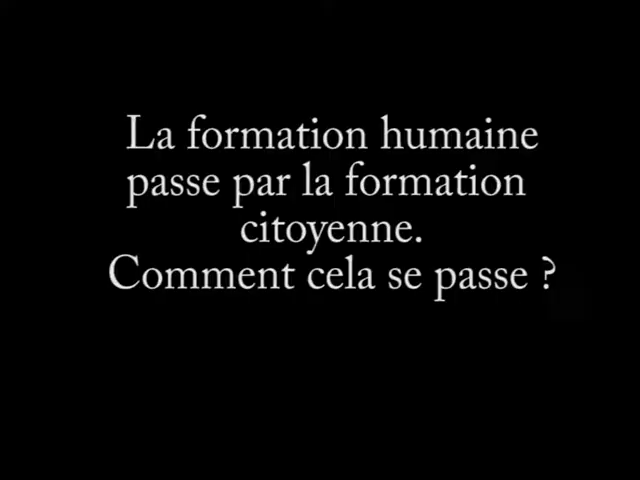 La formation humaine
passe par la formation
citoyenne.
Comment cela se passe ?